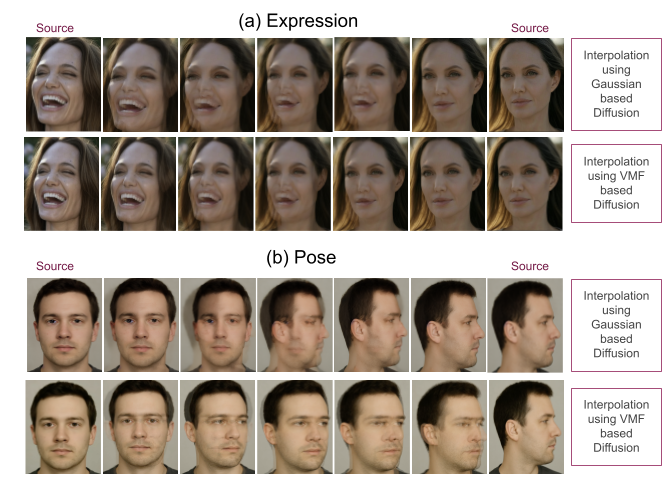 (a) Expression
Source
Source
Interpolation
using
Gaussian
based
Diffusion
Interpolation
using VMF
based
Diffusion
(b) Pose
Source
Source
Interpolation
using
Gaussian
based
Diffusion
Interpolation
using VMF
based
Diffusion